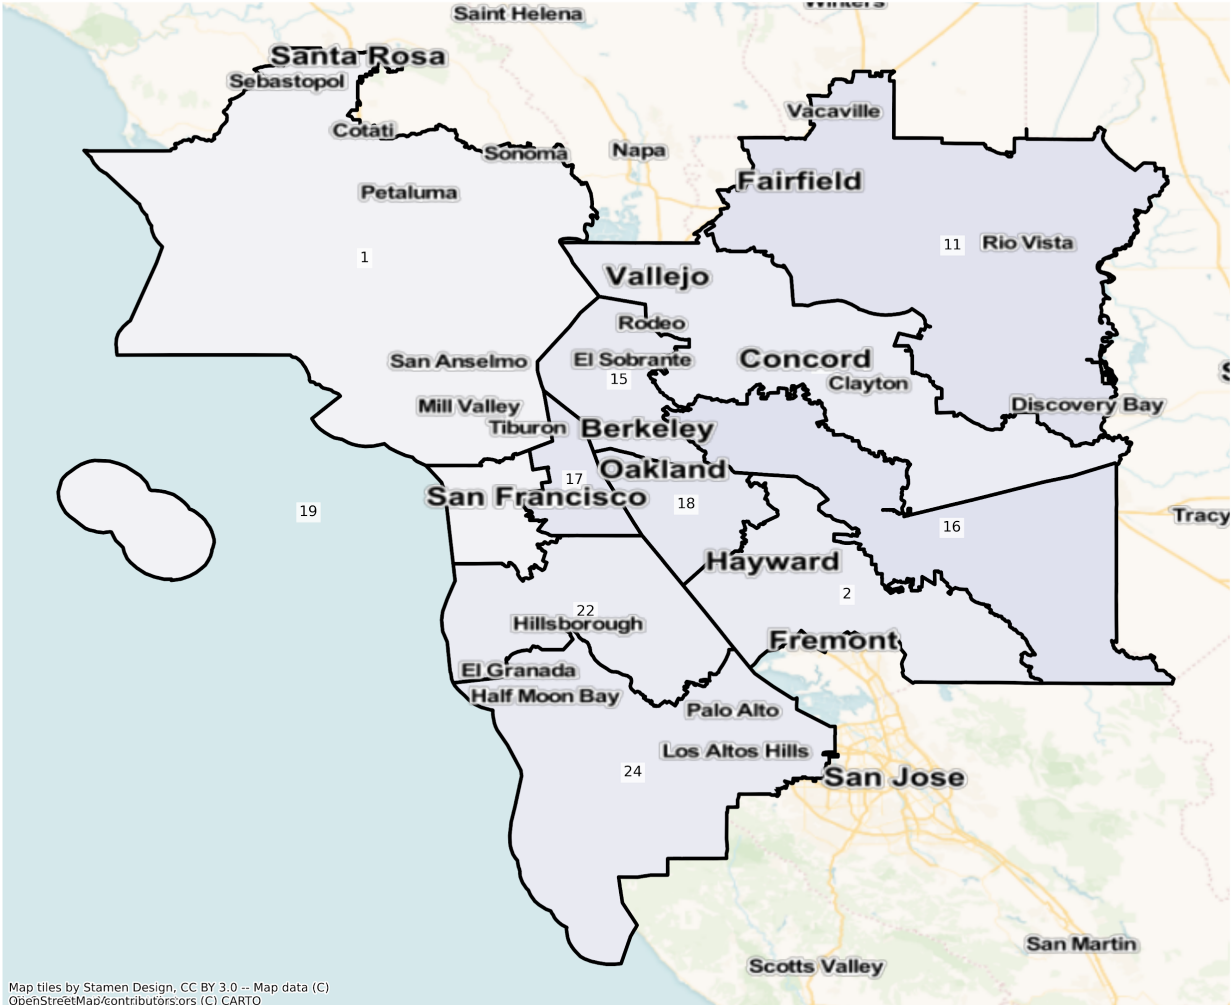 Winters
Saint Helena
Santa Rosa
Sebastopol
Vacaville
Cotati
Sonoma
Napa
Fairfield
Petaluma
11
Rio Vista
1
Vallejo
Rodeo
San Anselmo
El Sobrante
Concord
15
Clayton
Mill Valley
Discovery Bay
Tiburon
Berkeley
Oakland
17
San Francisco
18
19
Tracy
16
Hayward
2
22
Hillsborough
Fremont
El Granada
Half Moon Bay
Palo Alto
Los Altos Hills
24
San Jose
San Martin
Scotts Valley
Map tiles by Stamen Design, CC BY 3.0 -- Map data (C)
OpenStreetMap contributors
(C) CARTO